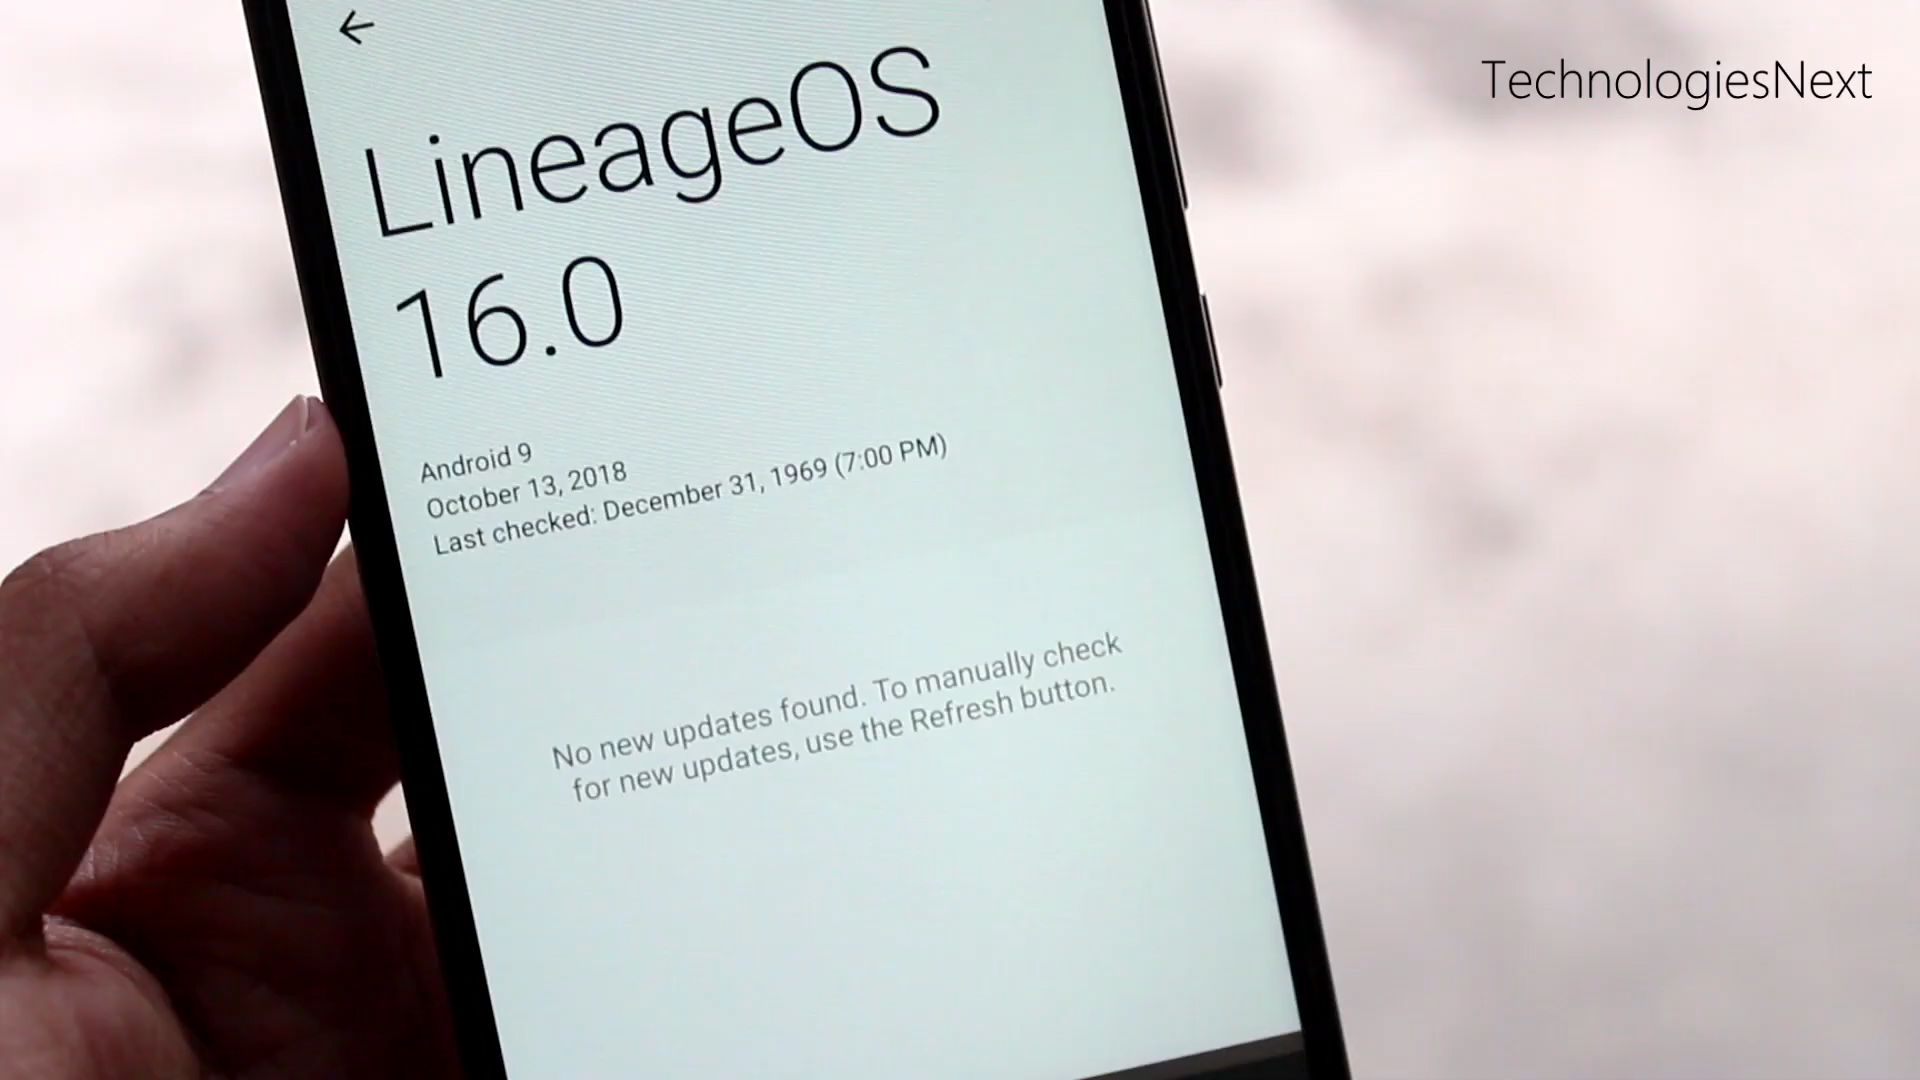 TechnologiesNext
LineageOS
16.0
Android 9
October 13, 2018
Last checked: December 31, 1969 (7:00 PM)
No new updates found. To manually check
for new updates, use the Refresh button.